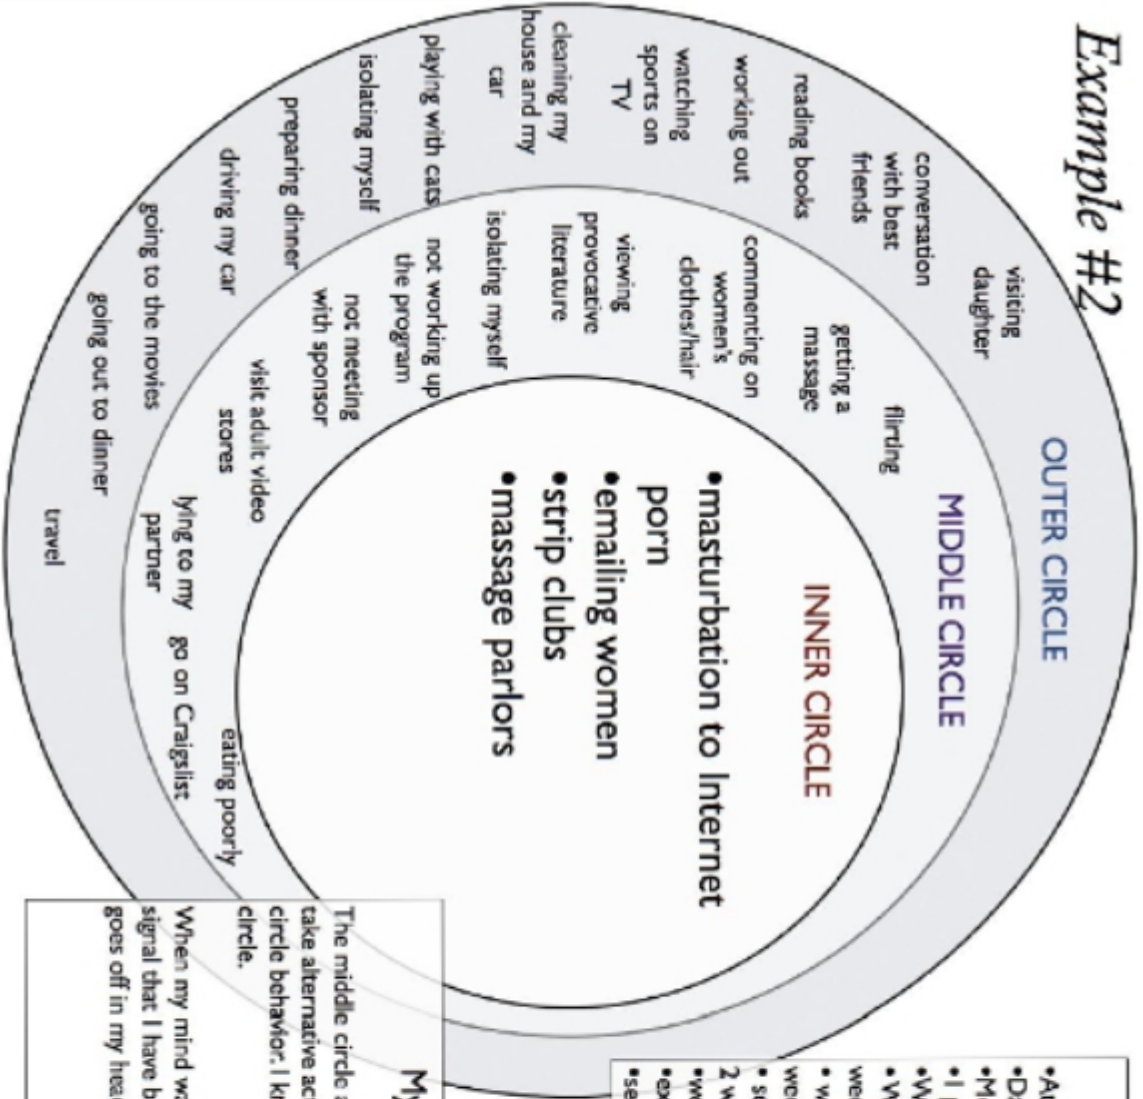 Example #2
OUTER CIRCLE
visiting
daughter
conversation
with best
friends
reading books
working out
watching
sports on
TV
cleaning my
house and my
car
playing with cats
isolating myself
preparing dinner
driving my car
going to the movies
going out to dinner
travel
MIDDLE CIRCLE
flirting
getting a
massage
commenting on
women's
clothes/hair
viewing
provocative
literature
isolating myself
not working up
the program
not meeting
with sponsor
visit adult video
stores
lying to my
partner
go on Craigslist
eating poorly
INNER CIRCLE
•masturbation to Internet
porn
•emailing women
•strip clubs
•massage parlors
The middle circle
take alternative
circle behavior. I
circle.
When my mind
signal that I have
goes off in my